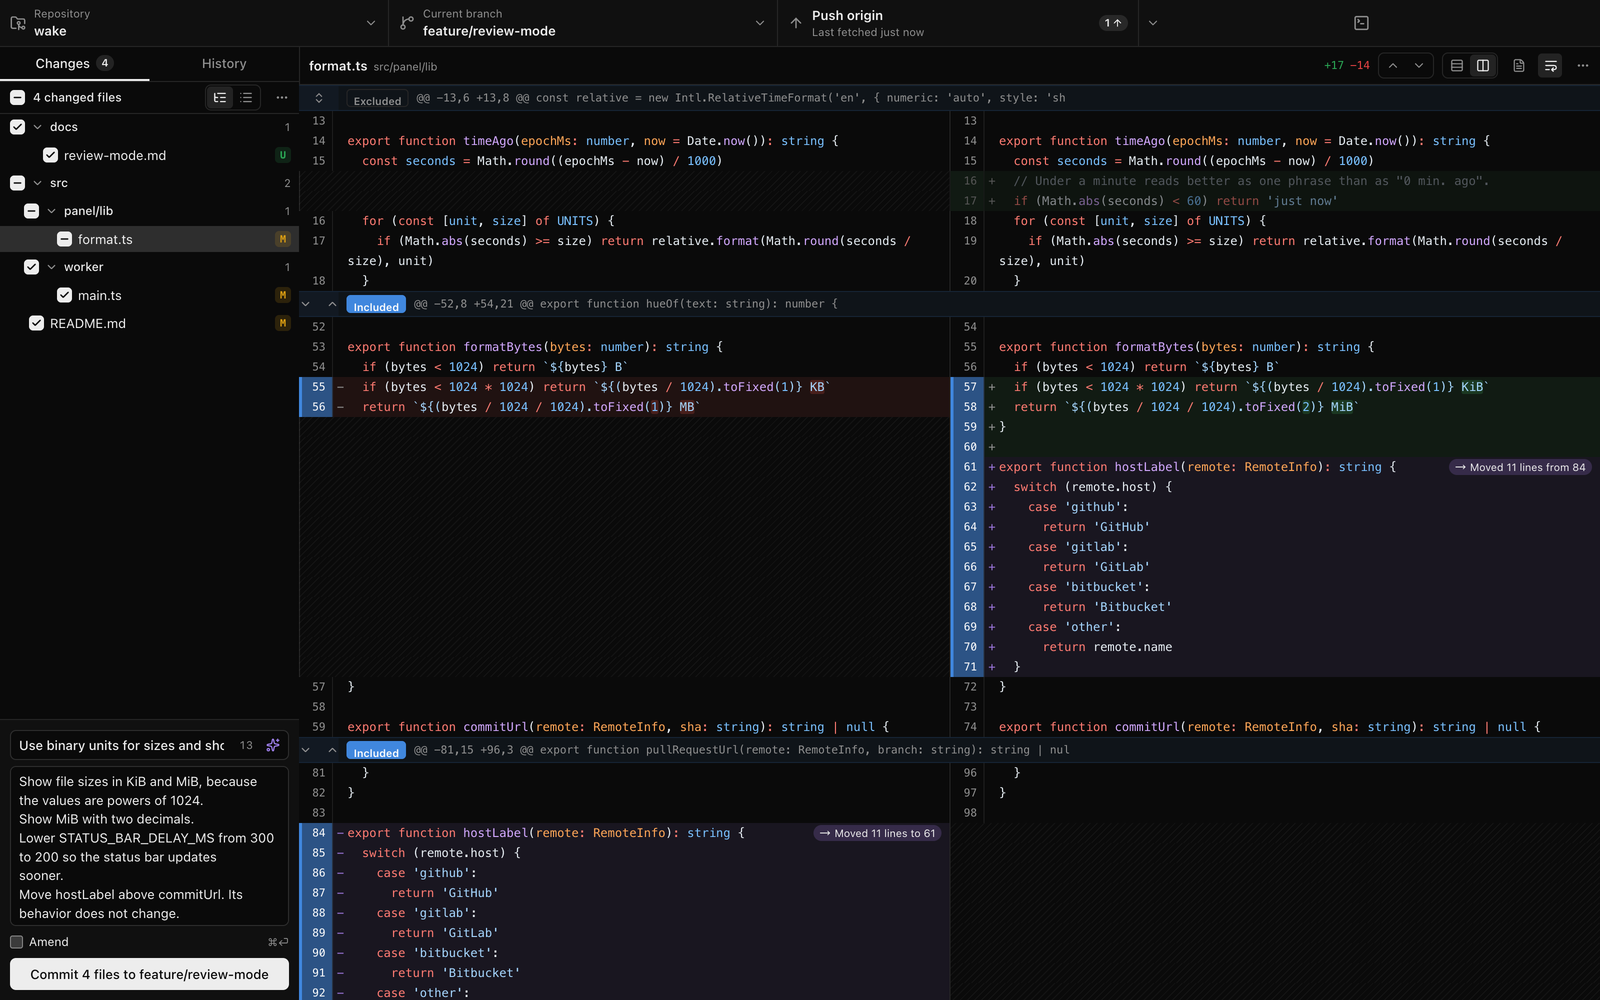 Repository
wake
Current branch
feature/review-mode
Push origin
Last fetched just now
1↑
Changes 4
History
4 changed files
docs 1
review-mode.md U
src 2
panel/lib 1
format.ts M
worker 1
main.ts M
README.md M
Use binary units for sizes and sho 13
Show file sizes in KiB and MiB, because
the values are powers of 1024.
Show MiB with two decimals.
Lower STATUS_BAR_DELAY_MS from 300
to 200 so the status bar updates
sooner.
Move hostLabel above commitUrl. Its
behavior does not change.
Amend ⌘↵
Commit 4 files to feature/review-mode
format.ts src/panel/lib
+17 −14
Excluded @@ −13,6 +13,8 @@ const relative = new Intl.RelativeTimeFormat('en', { numeric: 'auto', style: 'sh
13
14 export function timeAgo(epochMs: number, now = Date.now()): string {
15 const seconds = Math.round((epochMs − now) / 1000)
16 for (const [unit, size] of UNITS) {
17 if (Math.abs(seconds) >= size) return relative.format(Math.round(seconds /
size), unit)
18 }
13
14 export function timeAgo(epochMs: number, now = Date.now()): string {
15 const seconds = Math.round((epochMs − now) / 1000)
16 + // Under a minute reads better as one phrase than as "0 min. ago".
17 + if (Math.abs(seconds) < 60) return 'just now'
18 for (const [unit, size] of UNITS) {
19 if (Math.abs(seconds) >= size) return relative.format(Math.round(seconds /
size), unit)
20 }
Included @@ −52,8 +54,21 @@ export function hueOf(text: string): number {
52
53 export function formatBytes(bytes: number): string {
54 if (bytes < 1024) return `${bytes} B`
55 − if (bytes < 1024 * 1024) return `${(bytes / 1024).toFixed(1)} KB`
56 − return `${(bytes / 1024 / 1024).toFixed(1)} MB`
57 }
58
59 export function commitUrl(remote: RemoteInfo, sha: string): string | null {
54
55 export function formatBytes(bytes: number): string {
56 if (bytes < 1024) return `${bytes} B`
57 + if (bytes < 1024 * 1024) return `${(bytes / 1024).toFixed(1)} KiB`
58 + return `${(bytes / 1024 / 1024).toFixed(2)} MiB`
59 + }
60 +
61 + export function hostLabel(remote: RemoteInfo): string { → Moved 11 lines from 84
62 + switch (remote.host) {
63 + case 'github':
64 + return 'GitHub'
65 + case 'gitlab':
66 + return 'GitLab'
67 + case 'bitbucket':
68 + return 'Bitbucket'
69 + case 'other':
70 + return remote.name
71 + }
72 }
73
74 export function commitUrl(remote: RemoteInfo, sha: string): string | null {
Included @@ −81,15 +96,3 @@ export function pullRequestUrl(remote: RemoteInfo, branch: string): string | nul
81 }
82 }
83
84 − export function hostLabel(remote: RemoteInfo): string { → Moved 11 lines to 61
85 − switch (remote.host) {
86 − case 'github':
87 − return 'GitHub'
88 − case 'gitlab':
89 − return 'GitLab'
90 − case 'bitbucket':
91 − return 'Bitbucket'
92 − case 'other':
96 }
97 }
98